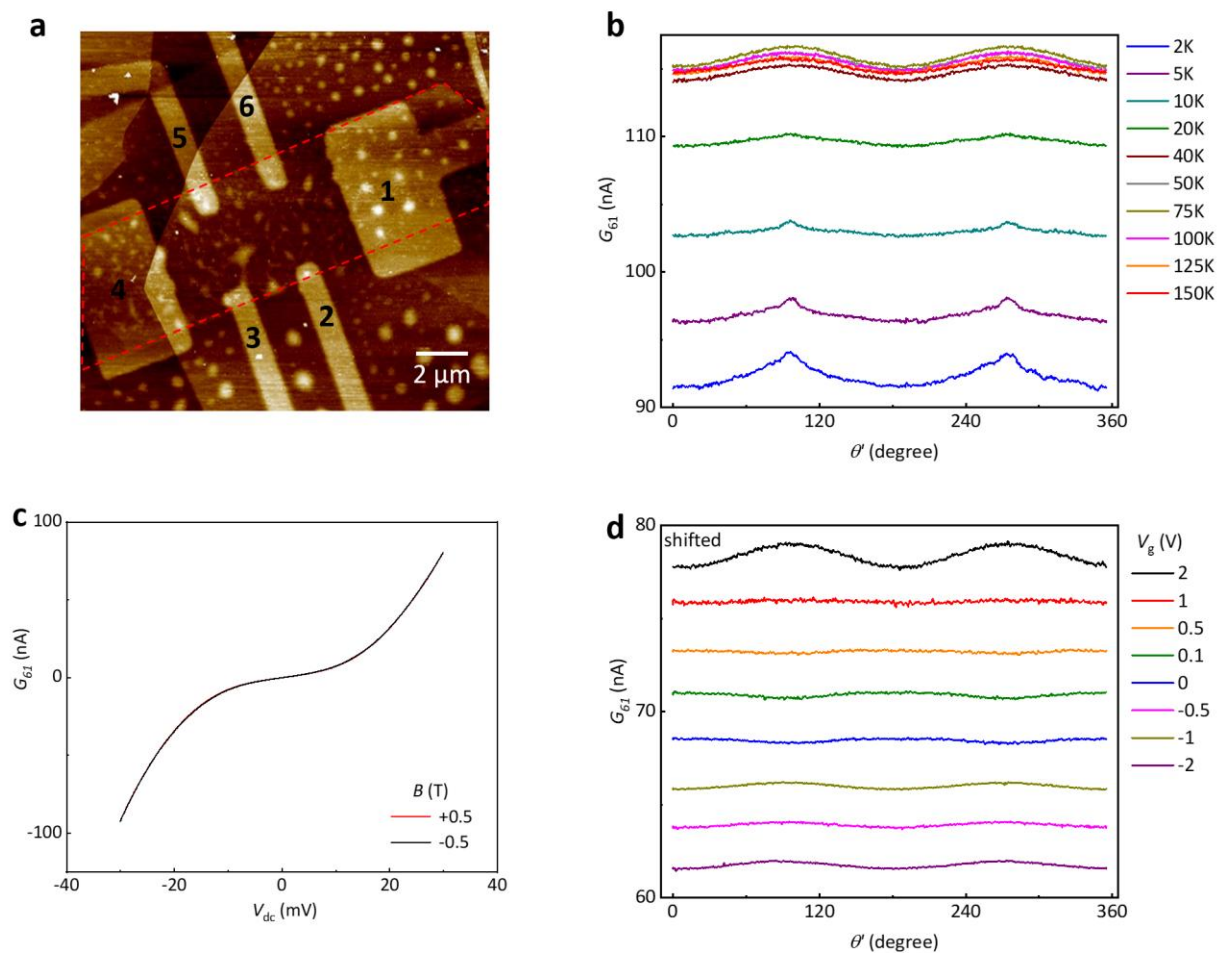 a
5
6
1
4
3
2
2 μm
b
G61 (nA)
110
100
90
0
120
240
360
θ' (degree)
2K
5K
10K
20K
40K
50K
75K
100K
125K
150K
c
G61 (nA)
100
0
-100
-40
-20
0
20
40
Vdc (mV)
B (T)
+0.5
-0.5
d
shifted
G61 (nA)
80
70
60
0
120
240
360
θ' (degree)
Vg (V)
2
1
0.5
0.1
0
-0.5
-1
-2